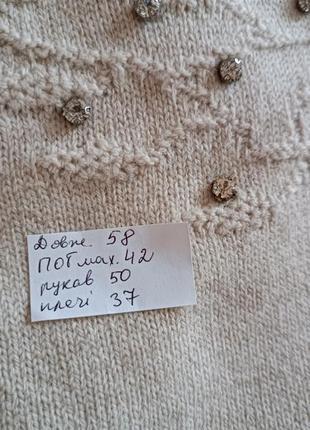 Довж. 58
ПОГ мах. 42
рукав 50
плечі 37